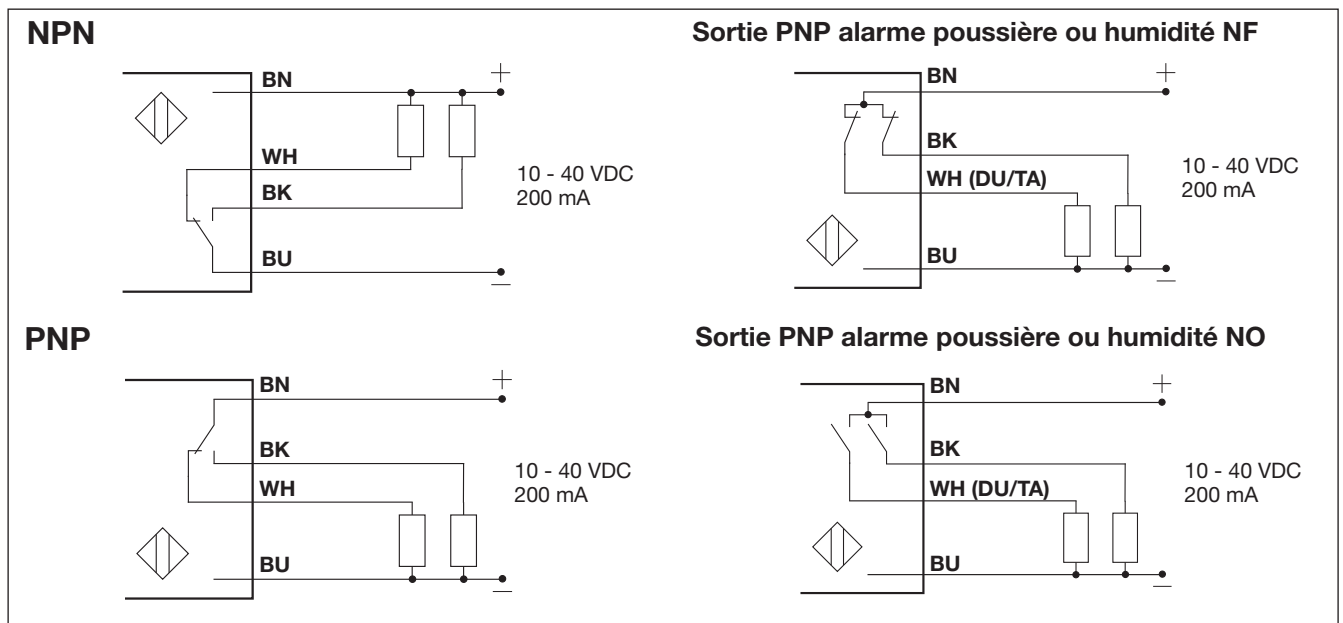 NPN
BN
+
WH
BK
BU
–
10 - 40 VDC
200 mA
Sortie PNP alarme poussière ou humidité NF
BN
+
BK
WH (DU/TA)
BU
–
10 - 40 VDC
200 mA
PNP
BN
+
BK
WH
BU
–
10 - 40 VDC
200 mA
Sortie PNP alarme poussière ou humidité NO
BN
+
BK
WH (DU/TA)
BU
–
10 - 40 VDC
200 mA